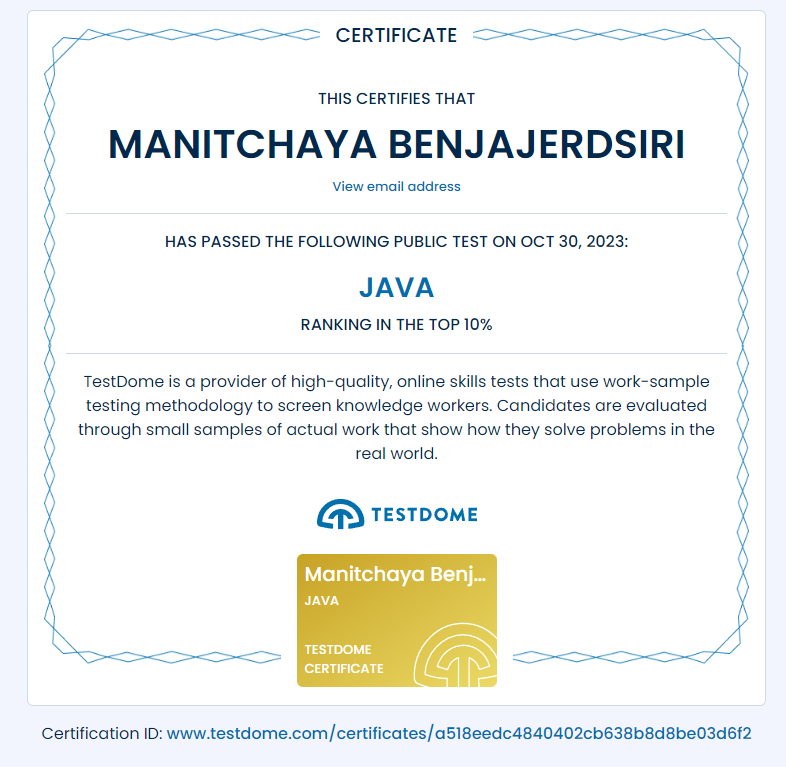 CERTIFICATE
THIS CERTIFIES THAT
MANITCHAYA BENJAJERDSIRI
View email address
HAS PASSED THE FOLLOWING PUBLIC TEST ON OCT 30, 2023:
JAVA
RANKING IN THE TOP 10%
TestDome is a provider of high-quality, online skills tests that use work-sample
testing methodology to screen knowledge workers. Candidates are evaluated
through small samples of actual work that show how they solve problems in the
real world.
TESTDOME
Manitchaya Benj...
JAVA
TESTDOME
CERTIFICATE
Certification ID: www.testdome.com/certificates/a518eedc4840402cb638b8d8be03d6f2